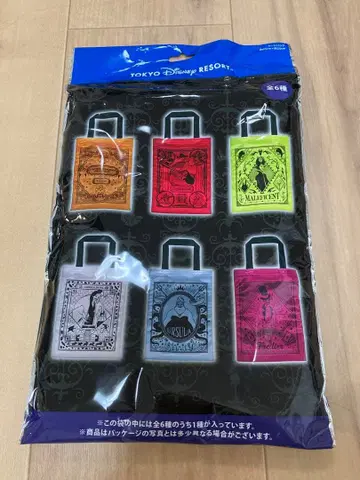 TOKYO Disney RESORT
全6種
MALEFICENT
URSULA
※この袋の中には全6種のうち1種が入っています。
※商品はパッケージの写真とは多少異なる場合がございます。